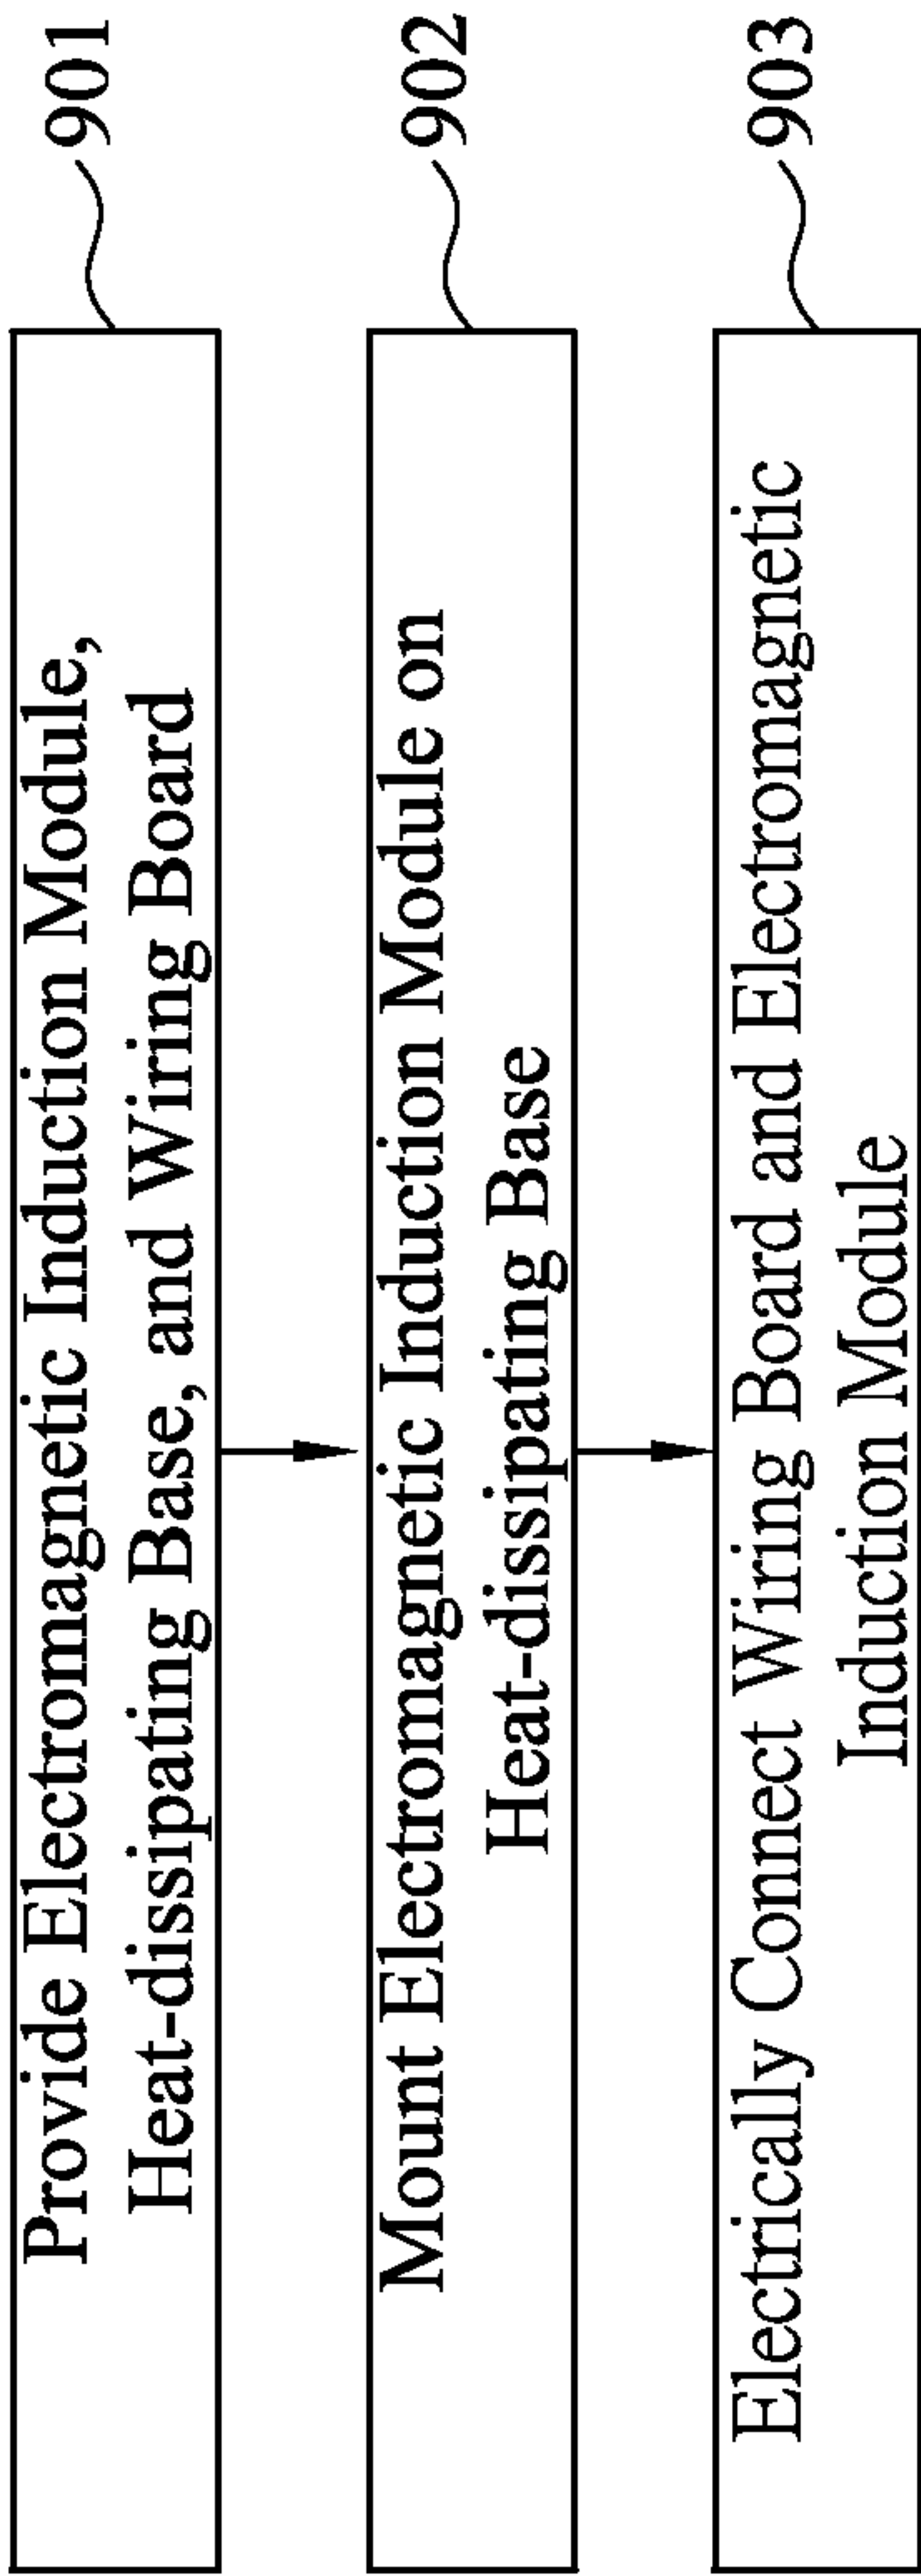 Provide Electromagnetic Induction Module,
Heat-dissipating Base, and Wiring Board
901
Mount Electromagnetic Induction Module on
Heat-dissipating Base
902
Electrically Connect Wiring Board and Electromagnetic
Induction Module
903